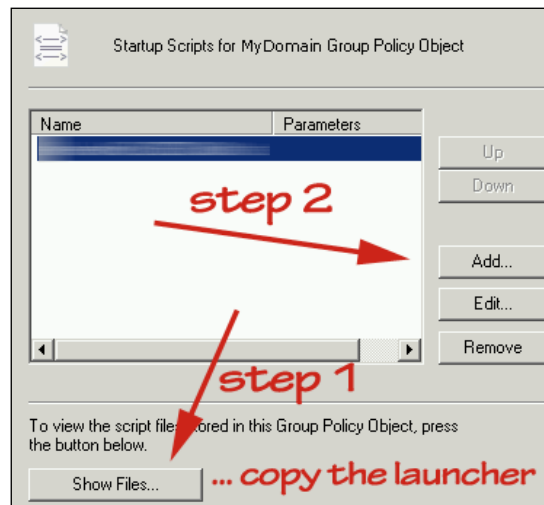 Startup Scripts for MyDomain Group Policy Object
Name Parameters
Up
step 2
Down
Add...
Edit...
Remove
step 1
To view the script files stored in this Group Policy Object, press
the button below.
Show Files... ... copy the launcher